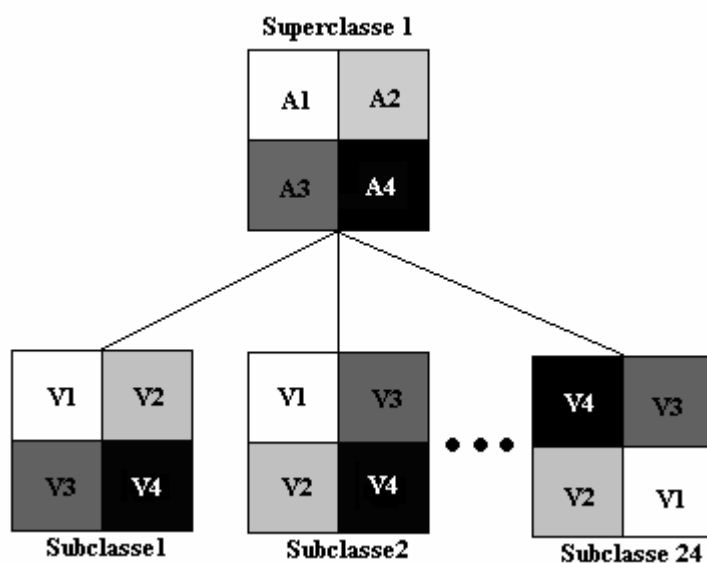 Superclasse 1
A1 A2
A3 A4
V1 V2 V1 V3 V4 V3
V3 V4 V2 V4 V2 V1
Subclasse1 Subclasse2 Subclasse 24